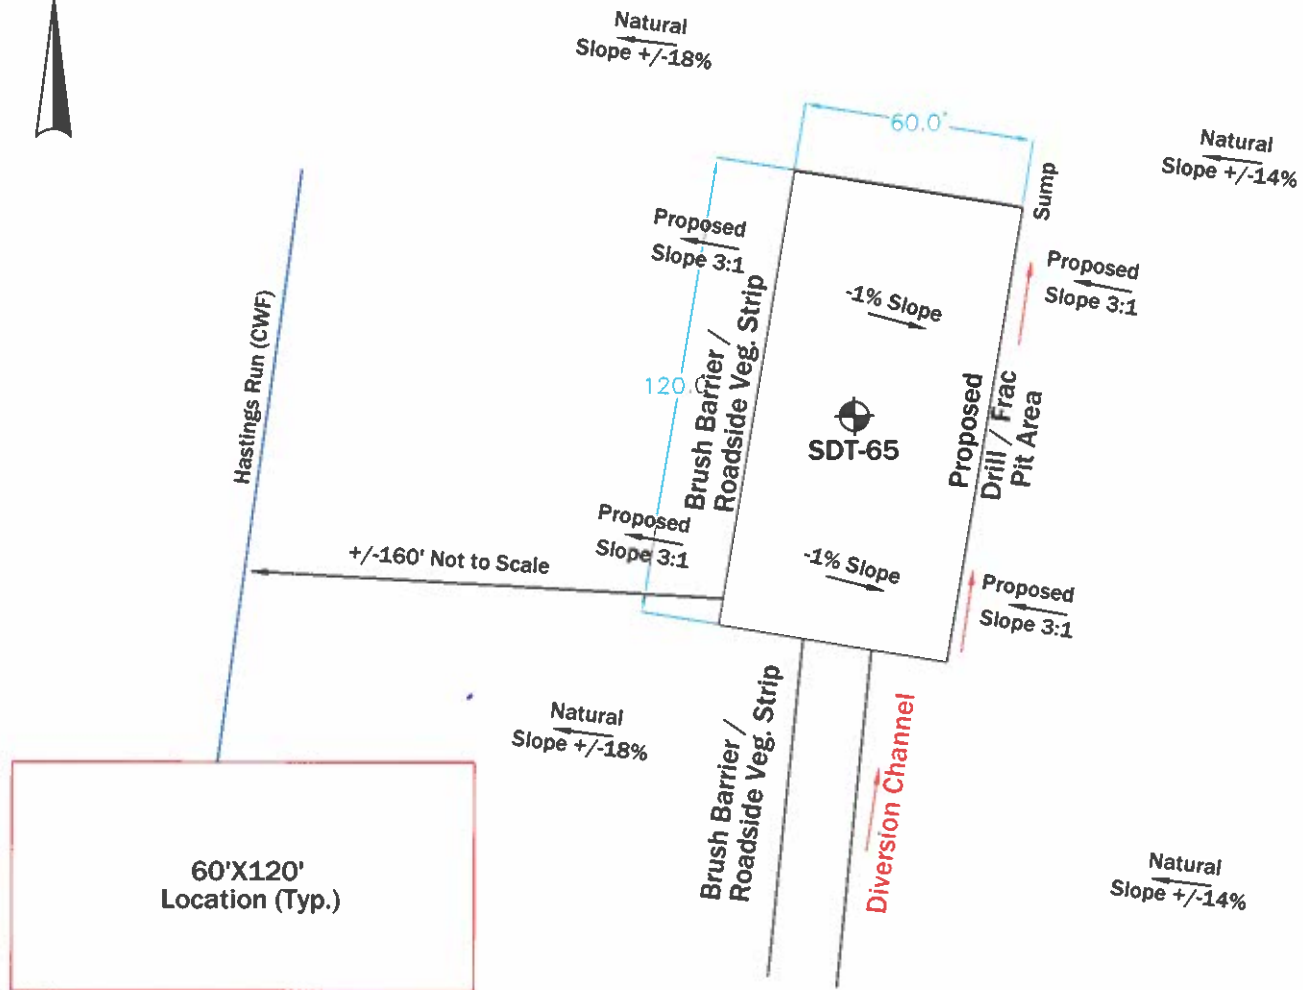 Natural
Slope +/-18%
60.0'
Natural
Slope +/-14%
Sump
Proposed
Slope 3:1
Proposed
Slope 3:1
-1% Slope
Hastings Run (CWF)
Brush Barrier /
Roadside Veg. Strip
120.0
SDT-65
Proposed
Drill / Frac
Pit Area
Proposed
Slope 3:1
+/-160' Not to Scale
-1% Slope
Proposed
Slope 3:1
Natural
Slope +/-18%
Brush Barrier /
Roadside Veg. Strip
Diversion Channel
60'X120'
Location (Typ.)
Natural
Slope +/-14%